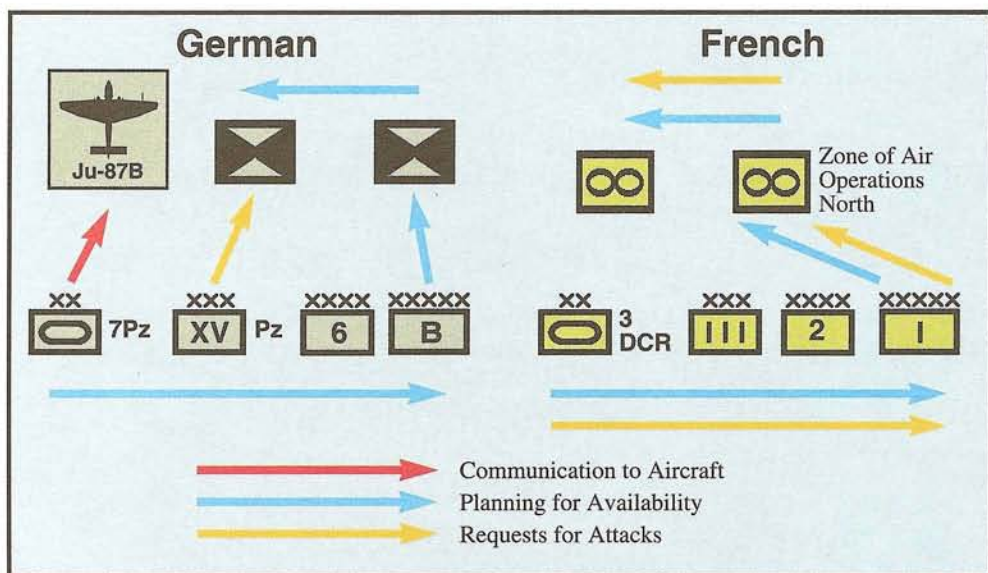 German
French
Ju-87B
Zone of Air
Operations
North
XX
XXX
XXXX
XXXXX
XX
XXX
XXXX
XXXXX
7Pz
XV
Pz
6
B
3
DCR
III
2
I
Communication to Aircraft
Planning for Availability
Requests for Attacks